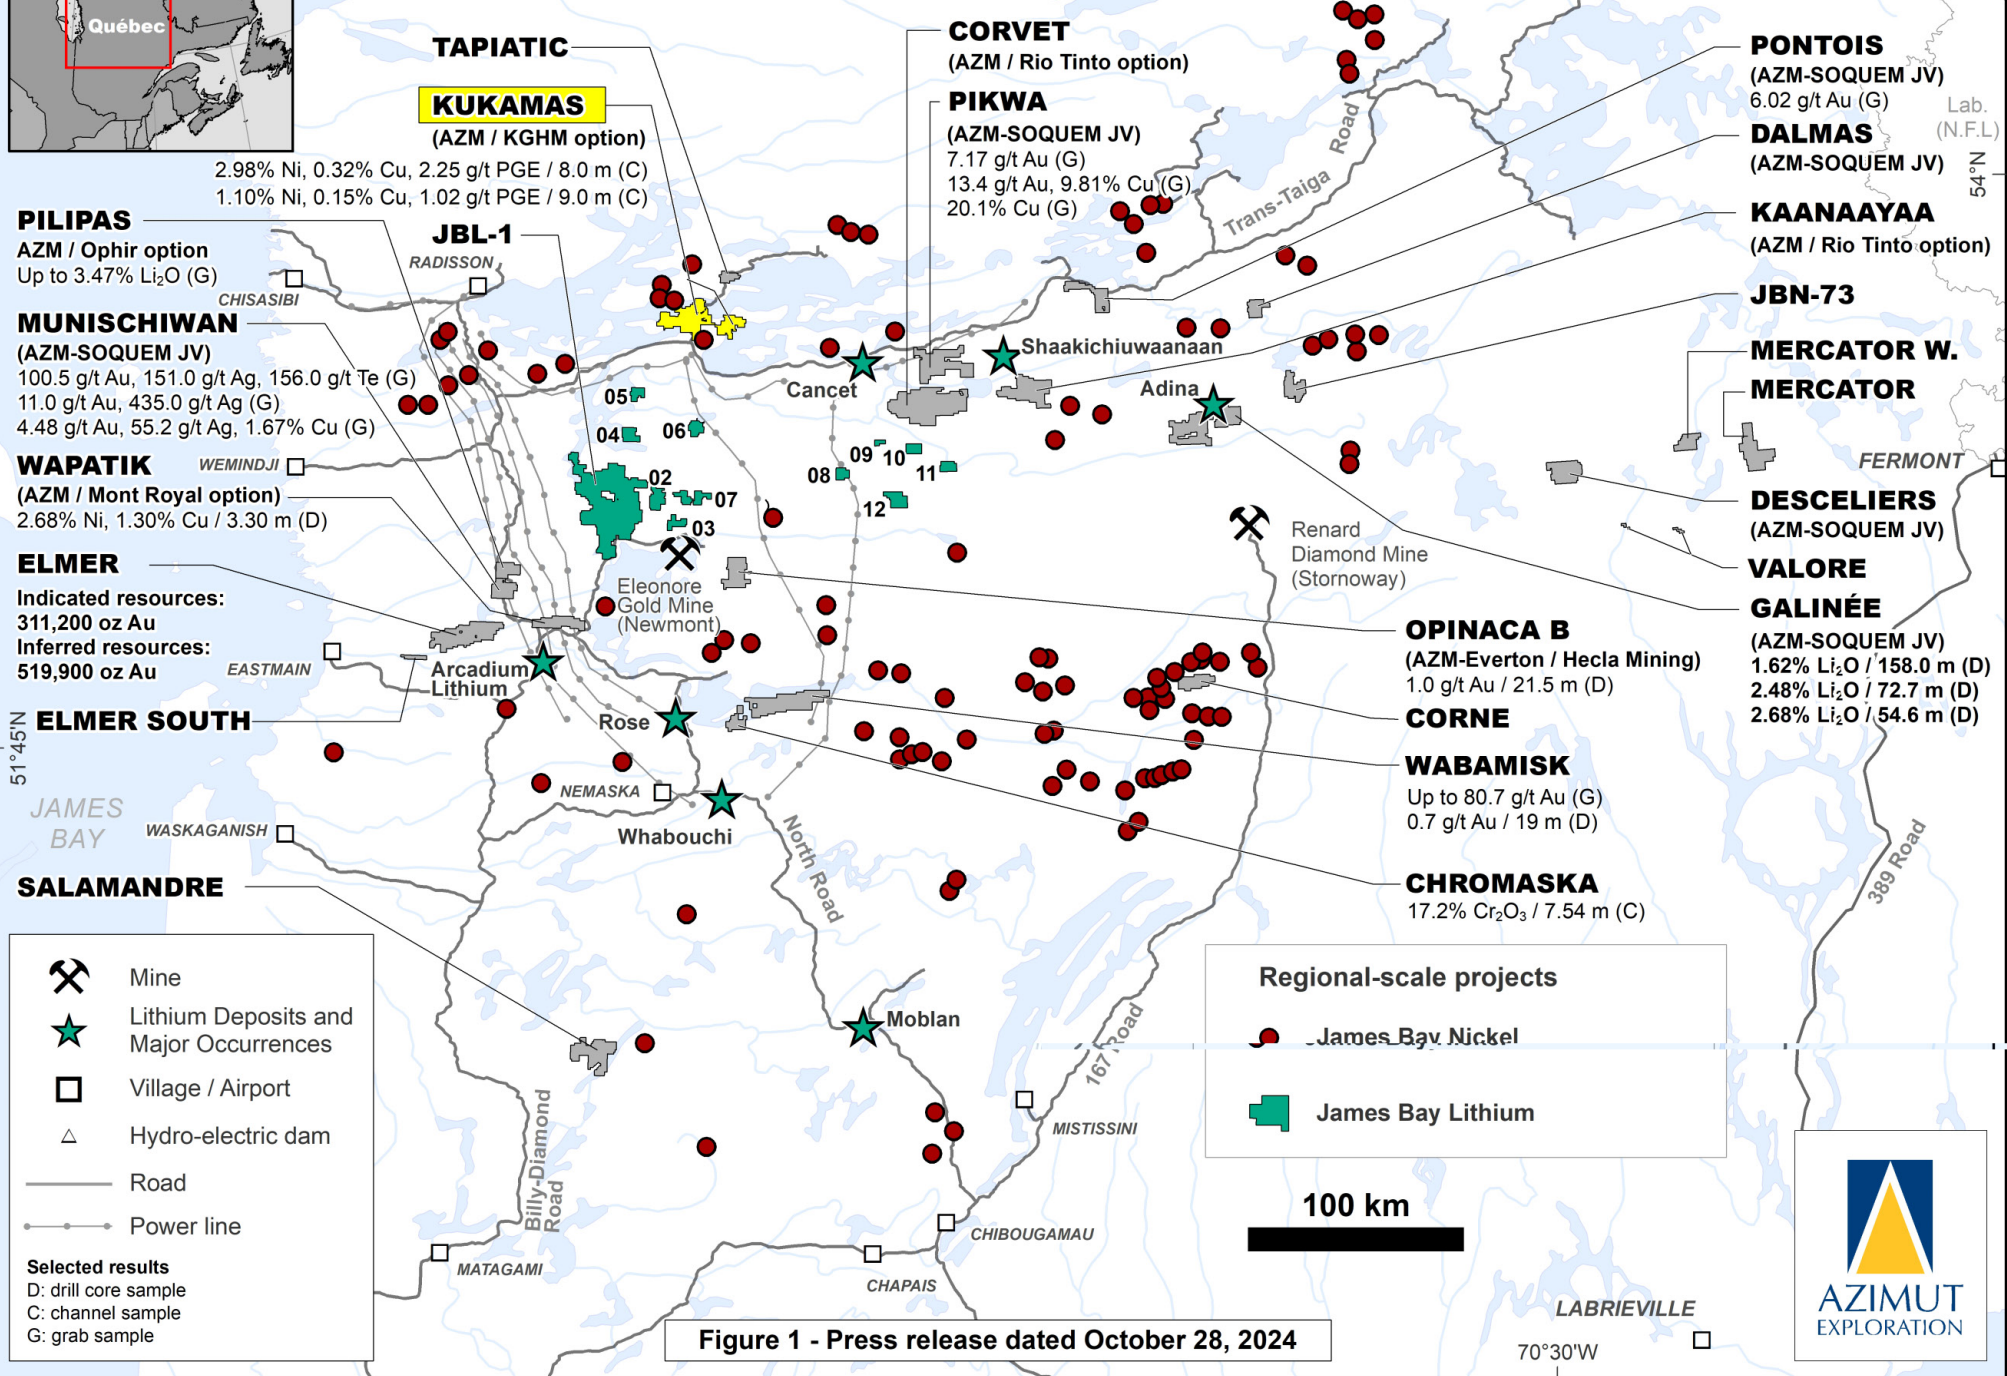 Québec
TAPIATIC
KUKAMAS
(AZM / KGHM option)
2.98% Ni, 0.32% Cu, 2.25 g/t PGE / 8.0 m (C)
1.10% Ni, 0.15% Cu, 1.02 g/t PGE / 9.0 m (C)
JBL-1
RADISSON
CORVET
(AZM / Rio Tinto option)
PIKWA
(AZM-SOQUEM JV)
7.17 g/t Au (G)
13.4 g/t Au, 9.81% Cu (G)
20.1% Cu (G)
Trans-Taiga
Road
PONTOIS
(AZM-SOQUEM JV)
6.02 g/t Au (G)
Lab.
(N.F.L)
54°N
DALMAS
(AZM-SOQUEM JV)
KAANAAYAA
(AZM / Rio Tinto option)
JBN-73
MERCATOR W.
MERCATOR
FERMONT
DESCELIERS
(AZM-SOQUEM JV)
VALORE
GALINÉE
(AZM-SOQUEM JV)
1.62% Li₂O / 158.0 m (D)
2.48% Li₂O / 72.7 m (D)
2.68% Li₂O / 54.6 m (D)
PILIPAS
AZM / Ophir option
Up to 3.47% Li₂O (G)
CHISASIBI
MUNISCHIWAN
(AZM-SOQUEM JV)
100.5 g/t Au, 151.0 g/t Ag, 156.0 g/t Te (G)
11.0 g/t Au, 435.0 g/t Ag (G)
4.48 g/t Au, 55.2 g/t Ag, 1.67% Cu (G)
WAPATIK
WEMINDJI
(AZM / Mont Royal option)
2.68% Ni, 1.30% Cu / 3.30 m (D)
ELMER
Indicated resources:
311,200 oz Au
Inferred resources:
519,900 oz Au
EASTMAIN
ELMER SOUTH
51°45'N
JAMES
BAY
WASKAGANISH
SALAMANDRE
Cancet
Shaakichiuwaanaan
Adina
05
04
06
02
07
03
09
10
11
08
12
Eleonore
Gold Mine
(Newmont)
Renard
Diamond Mine
(Stornoway)
Arcadium
Lithium
Rose
NEMASKA
Whabouchi
North Road
OPINACA B
(AZM-Everton / Hecla Mining)
1.0 g/t Au / 21.5 m (D)
CORNE
WABAMISK
Up to 80.7 g/t Au (G)
0.7 g/t Au / 19 m (D)
CHROMASKA
17.2% Cr₂O₃ / 7.54 m (C)
389 Road
Moblan
167 Road
MISTISSINI
Billy-Diamond
Road
MATAGAMI
CHIBOUGAMAU
CHAPAIS
LABRIEVILLE
70°30'W
Mine
Lithium Deposits and
Major Occurrences
Village / Airport
Hydro-electric dam
Road
Power line
Selected results
D: drill core sample
C: channel sample
G: grab sample
Regional-scale projects
James Bay Nickel
James Bay Lithium
100 km
AZIMUT
EXPLORATION
Figure 1 - Press release dated October 28, 2024